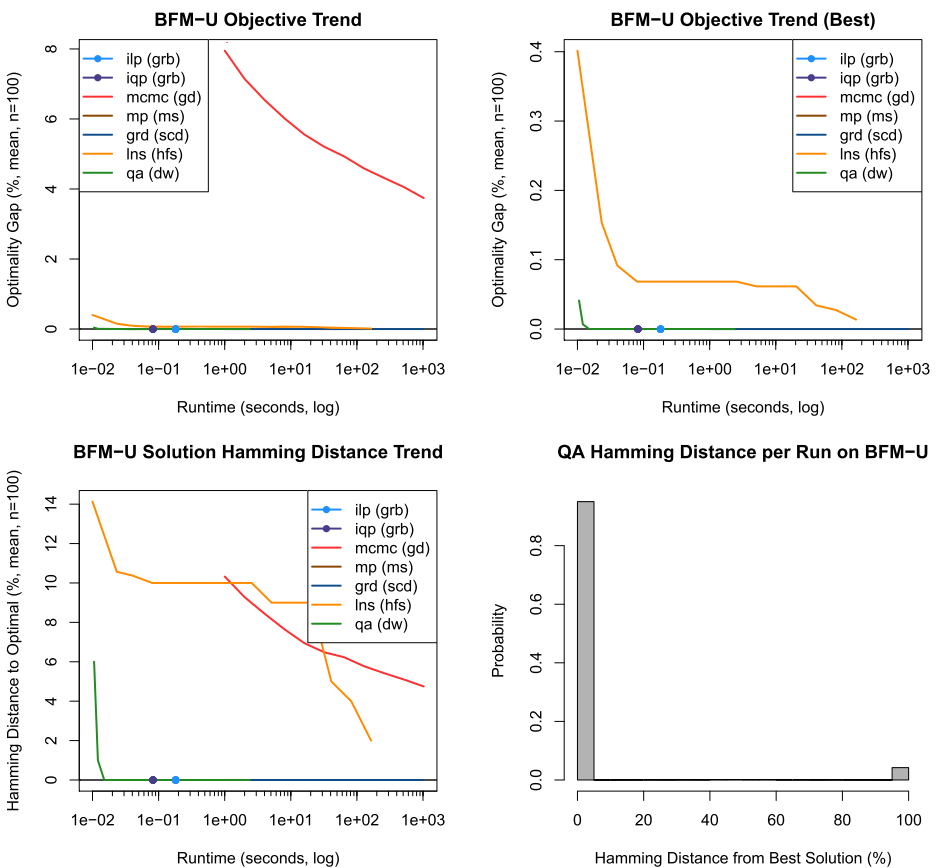 BFM−U Objective Trend
Optimality Gap (%, mean, n=100)
8
6
4
2
0
ilp (grb)
iqp (grb)
mcmc (gd)
mp (ms)
grd (scd)
lns (hfs)
qa (dw)
1e−02 1e−01 1e+00 1e+01 1e+02 1e+03
Runtime (seconds, log)
BFM−U Objective Trend (Best)
Optimality Gap (%, mean, n=100)
0.4
0.3
0.2
0.1
0.0
ilp (grb)
iqp (grb)
mcmc (gd)
mp (ms)
grd (scd)
lns (hfs)
qa (dw)
1e−02 1e−01 1e+00 1e+01 1e+02 1e+03
Runtime (seconds, log)
BFM−U Solution Hamming Distance Trend
Hamming Distance to Optimal (%, mean, n=100)
14
12
10
8
6
4
2
0
ilp (grb)
iqp (grb)
mcmc (gd)
mp (ms)
grd (scd)
lns (hfs)
qa (dw)
1e−02 1e−01 1e+00 1e+01 1e+02 1e+03
Runtime (seconds, log)
QA Hamming Distance per Run on BFM−U
Probability
0.8
0.6
0.4
0.2
0.0
0 20 40 60 80 100
Hamming Distance from Best Solution (%)